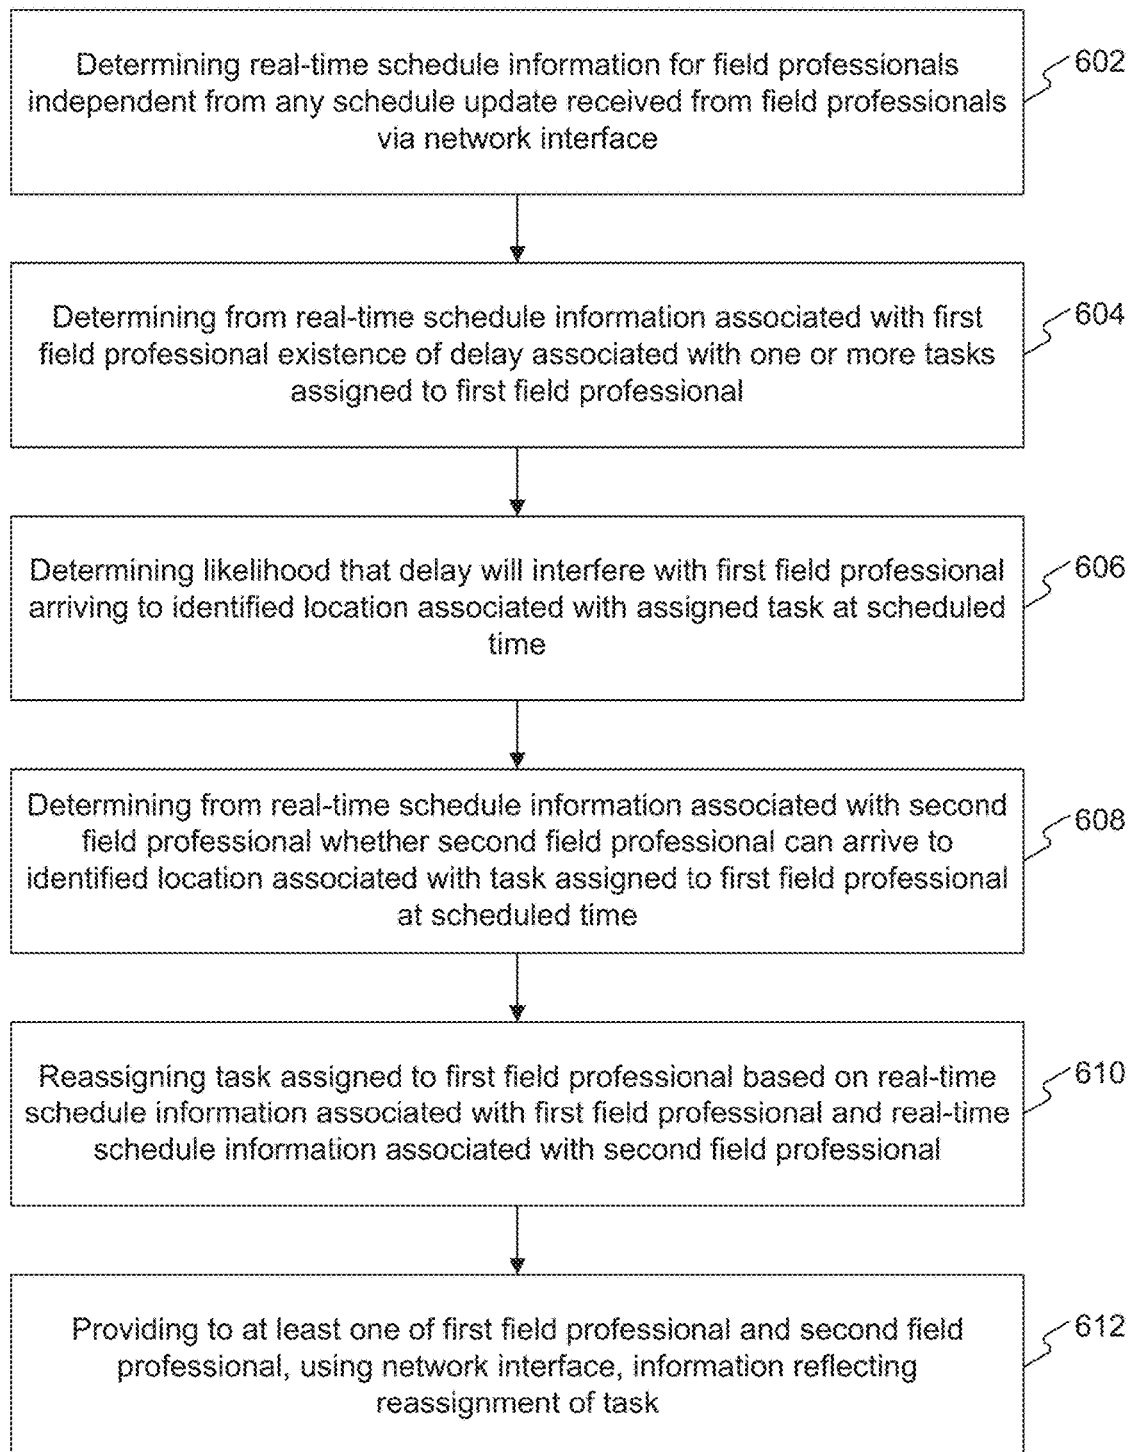 Determining real-time schedule information for field professionals
independent from any schedule update received from field professionals
via network interface
602
Determining from real-time schedule information associated with first
field professional existence of delay associated with one or more tasks
assigned to first field professional
604
Determining likelihood that delay will interfere with first field professional
arriving to identified location associated with assigned task at scheduled
time
606
Determining from real-time schedule information associated with second
field professional whether second field professional can arrive to
identified location associated with task assigned to first field professional
at scheduled time
608
Reassigning task assigned to first field professional based on real-time
schedule information associated with first field professional and real-time
schedule information associated with second field professional
610
Providing to at least one of first field professional and second field
professional, using network interface, information reflecting
reassignment of task
612